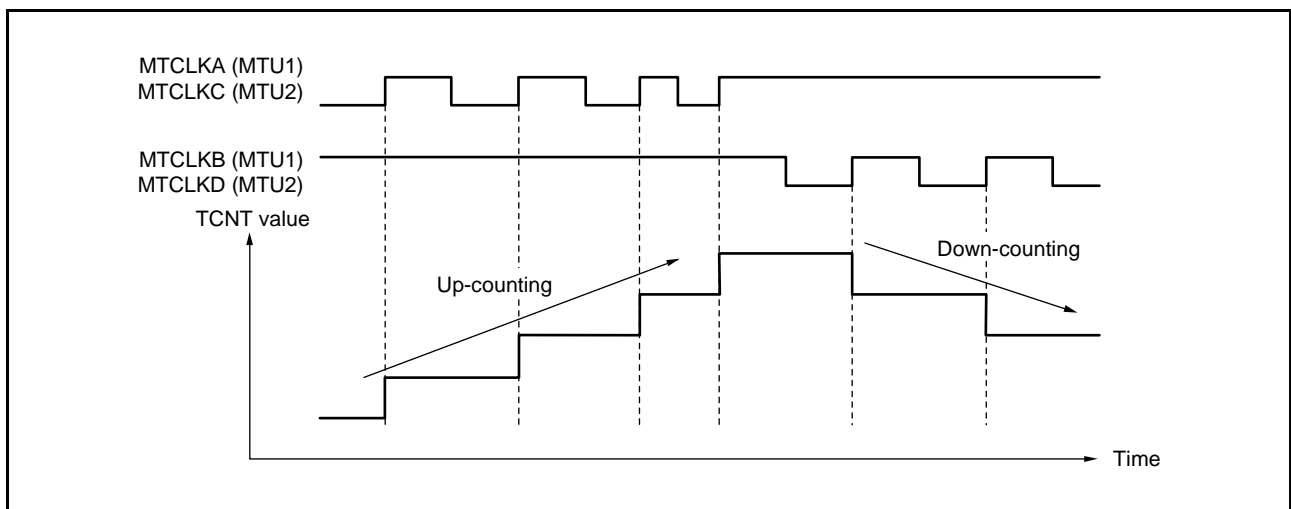 MTCLKA (MTU1)
MTCLKC (MTU2)
MTCLKB (MTU1)
MTCLKD (MTU2)
TCNT value
Down-counting
Up-counting
Time